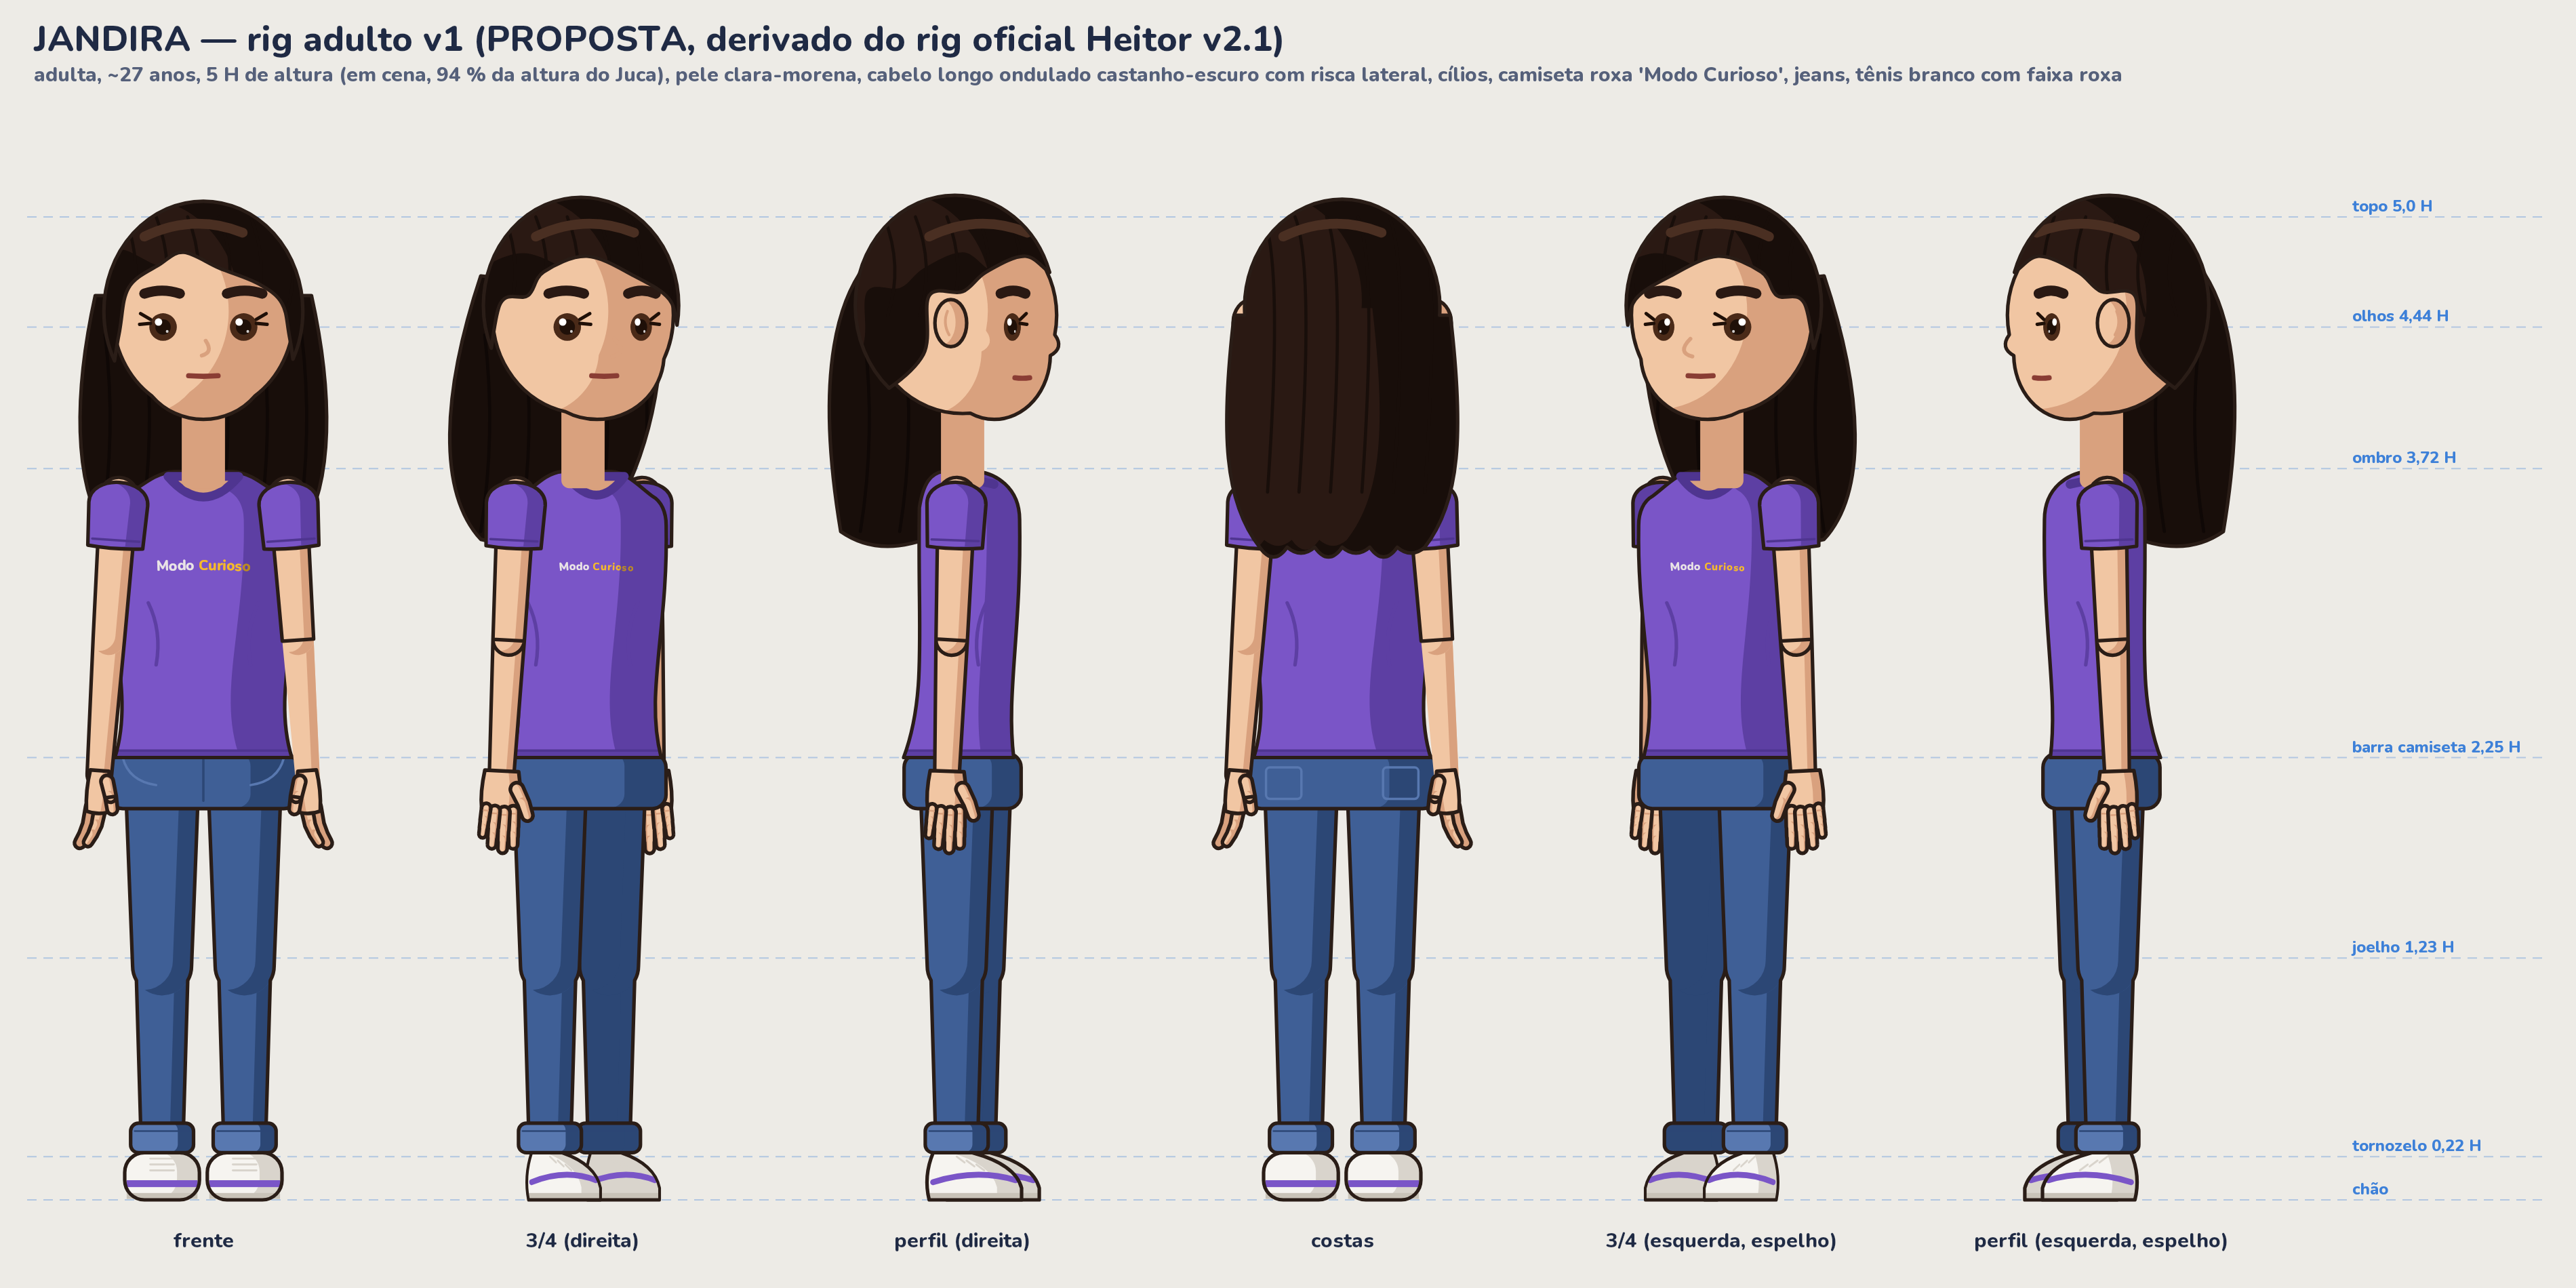 JANDIRA — rig adulto v1 (PROPOSTA, derivado do rig oficial Heitor v2.1)
adulta, ~27 anos, 5 H de altura (em cena, 94 % da altura do Juca), pele clara-morena, cabelo longo ondulado castanho-escuro com risca lateral, cílios, camiseta roxa 'Modo Curioso', jeans, tênis branco com faixa roxa
topo 5,0 H
olhos 4,44 H
ombro 3,72 H
Modo Curioso
Modo Curioso
Modo Curioso
barra camiseta 2,25 H
joelho 1,23 H
tornozelo 0,22 H
chão
frente
3/4 (direita)
perfil (direita)
costas
3/4 (esquerda, espelho)
perfil (esquerda, espelho)